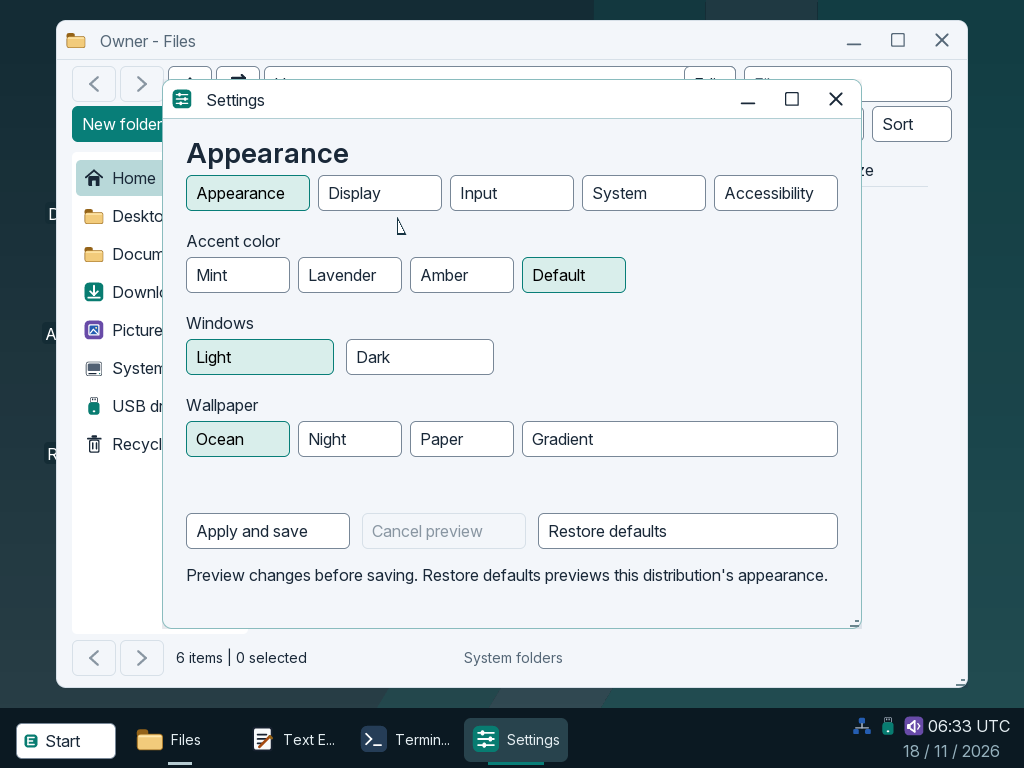 Owner - Files
New folder
Sort
Home
Desktop
Settings
Appearance
Appearance Display Input System Accessibility
Accent color
Mint Lavender Amber Default
Windows
Light Dark
Wallpaper
Ocean Night Paper Gradient
Apply and save Cancel preview Restore defaults
Preview changes before saving. Restore defaults previews this distribution's appearance.
System
6 items | 0 selected System folders
Start Files Text E... Termin... Settings
06:33 UTC
18 / 11 / 2026